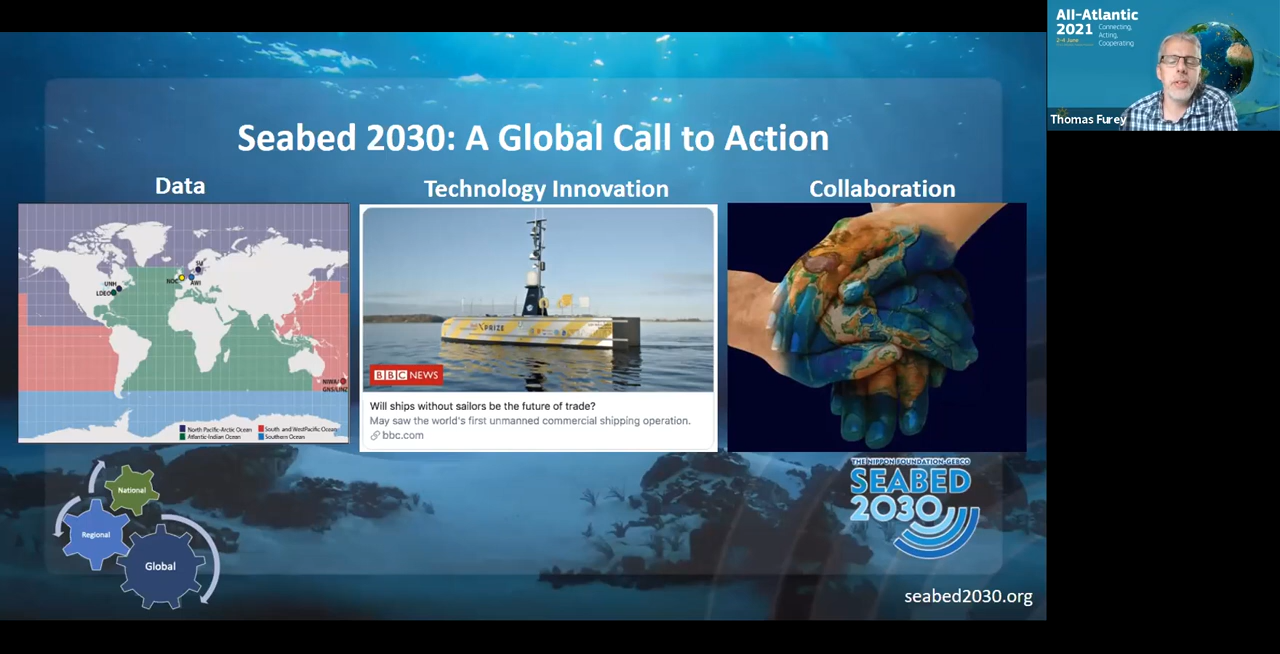 All-Atlantic
2021
Connecting,
Acting,
Cooperating
2-4 June
Thomas Furey
Seabed 2030: A Global Call to Action
Data
Technology Innovation
Collaboration
SU
NOC
AWI
UNH
LDEO
NIWA/
GNS/LINZ
North Pacific-Arctic Ocean
South and West Pacific Ocean
Atlantic-Indian Ocean
Southern Ocean
XPRIZE
BBC NEWS
Will ships without sailors be the future of trade?
May saw the world's first unmanned commercial shipping operation.
bbc.com
National
Regional
Global
THE NIPPON FOUNDATION-GEBCO
SEABED
2030
seabed2030.org